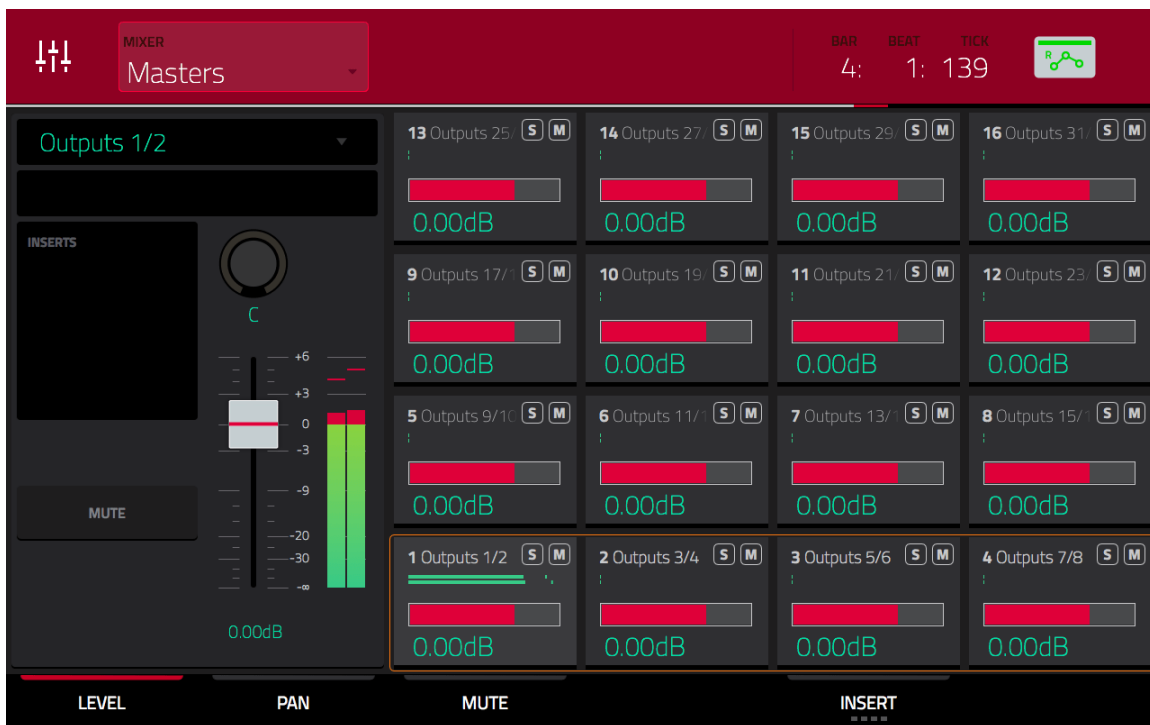 MIXER
Masters
BAR BEAT TICK
4: 1: 139
R
Outputs 1/2
INSERTS
C
+6
+3
0
-3
-9
-20
-30
-∞
MUTE
0.00dB
13 Outputs 25/ S M
0.00dB
14 Outputs 27/ S M
0.00dB
15 Outputs 29/ S M
0.00dB
16 Outputs 31/ S M
0.00dB
9 Outputs 17/1 S M
0.00dB
10 Outputs 19/ S M
0.00dB
11 Outputs 21/ S M
0.00dB
12 Outputs 23/ S M
0.00dB
5 Outputs 9/10 S M
0.00dB
6 Outputs 11/1 S M
0.00dB
7 Outputs 13/1 S M
0.00dB
8 Outputs 15/1 S M
0.00dB
1 Outputs 1/2 S M
0.00dB
2 Outputs 3/4 S M
0.00dB
3 Outputs 5/6 S M
0.00dB
4 Outputs 7/8 S M
0.00dB
LEVEL PAN MUTE INSERT